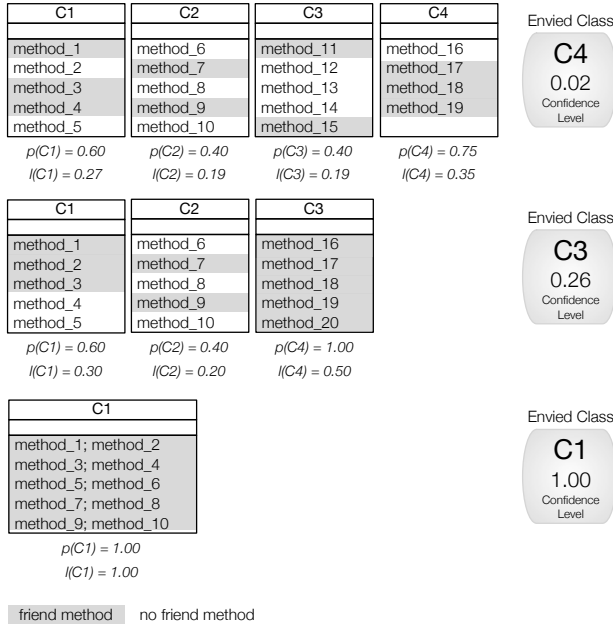 C1 C2 C3 C4 Envied Class
method_1 method_6 method_11 method_16 C4
method_2 method_7 method_12 method_17 0.02
method_3 method_8 method_13 method_18 Confidence
method_4 method_9 method_14 method_19 Level
method_5 method_10 method_15
p(C1) = 0.60 p(C2) = 0.40 p(C3) = 0.40 p(C4) = 0.75
l(C1) = 0.27 l(C2) = 0.19 l(C3) = 0.19 l(C4) = 0.35
C1 C2 C3 Envied Class
method_1 method_6 method_16 C3
method_2 method_7 method_17 0.26
method_3 method_8 method_18 Confidence
method_4 method_9 method_19 Level
method_5 method_10 method_20
p(C1) = 0.60 p(C2) = 0.40 p(C4) = 1.00
l(C1) = 0.30 l(C2) = 0.20 l(C4) = 0.50
C1 Envied Class
method_1; method_2 C1
method_3; method_4 1.00
method_5; method_6 Confidence
method_7; method_8 Level
method_9; method_10
p(C1) = 1.00
l(C1) = 1.00
friend method no friend method